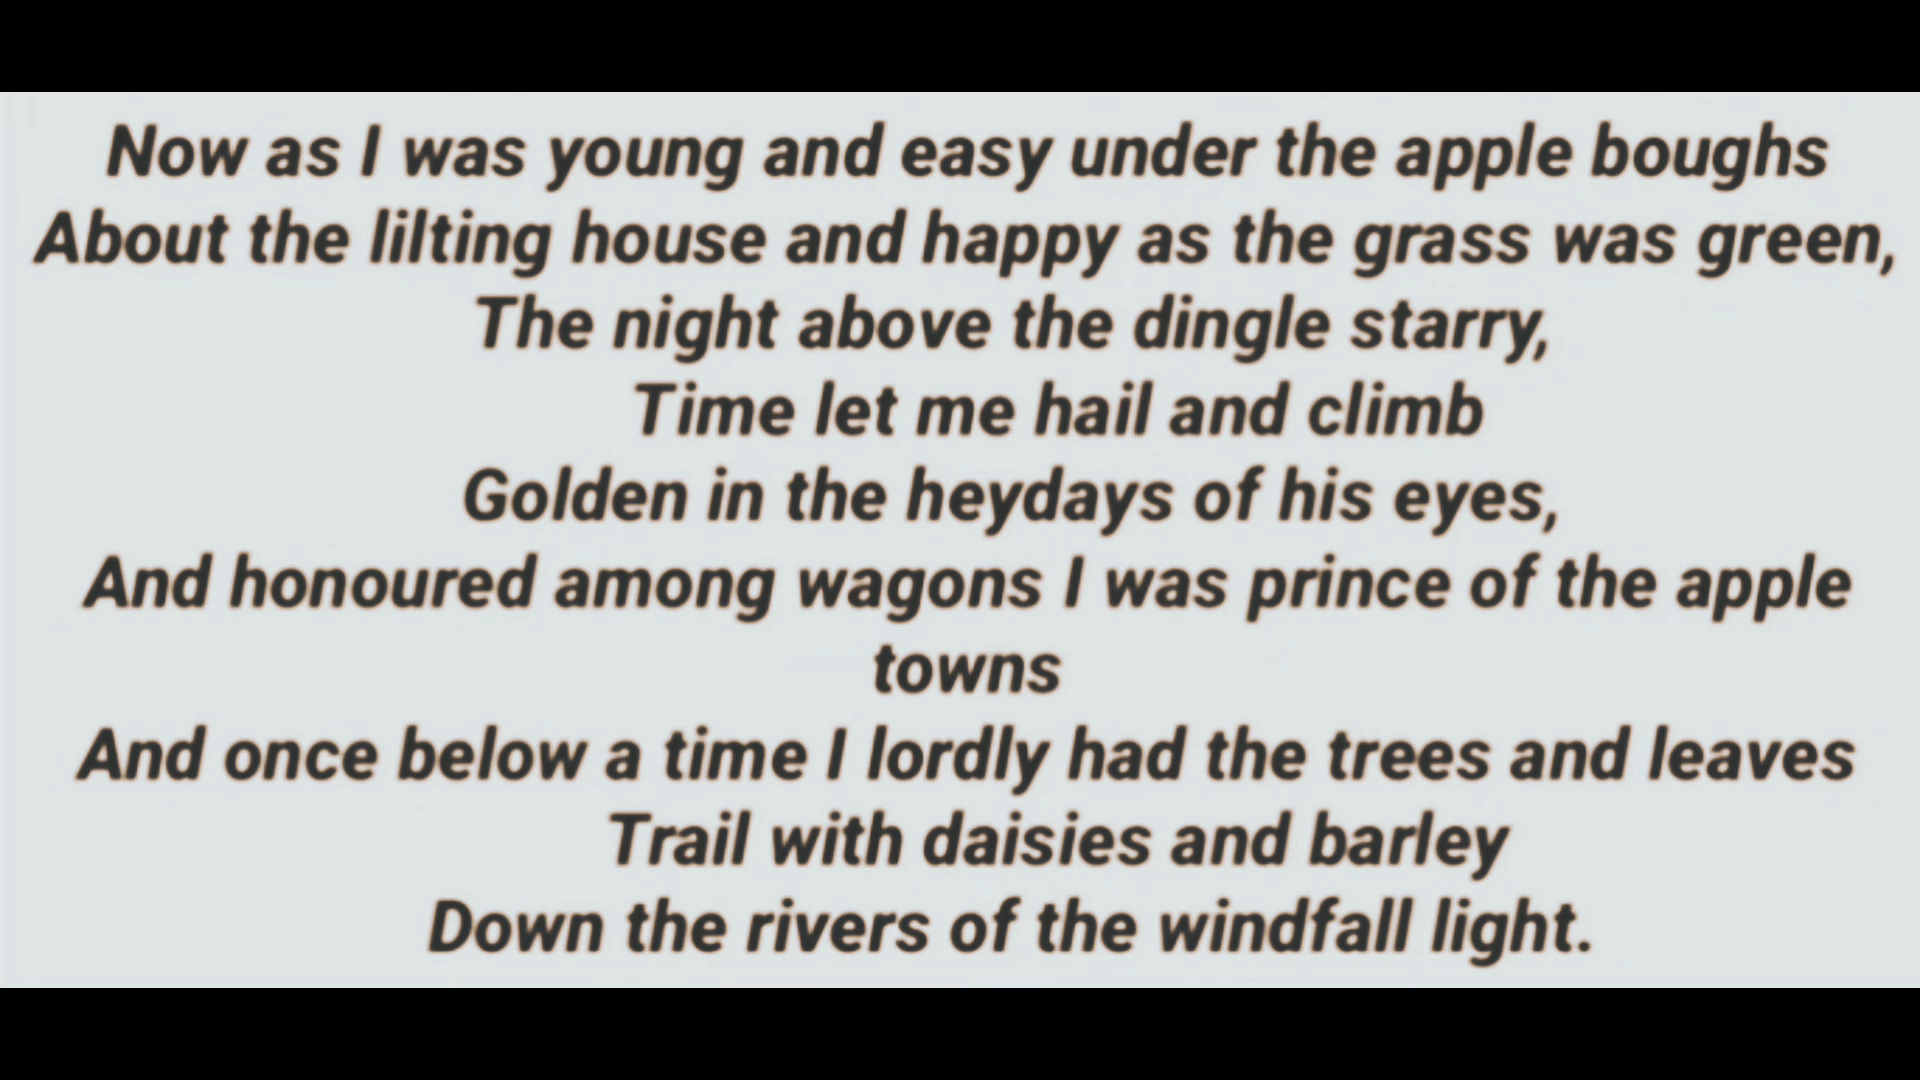 Now as I was young and easy under the apple boughs
About the lilting house and happy as the grass was green,
The night above the dingle starry,
Time let me hail and climb
Golden in the heydays of his eyes,
And honoured among wagons I was prince of the apple
towns
And once below a time I lordly had the trees and leaves
Trail with daisies and barley
Down the rivers of the windfall light.